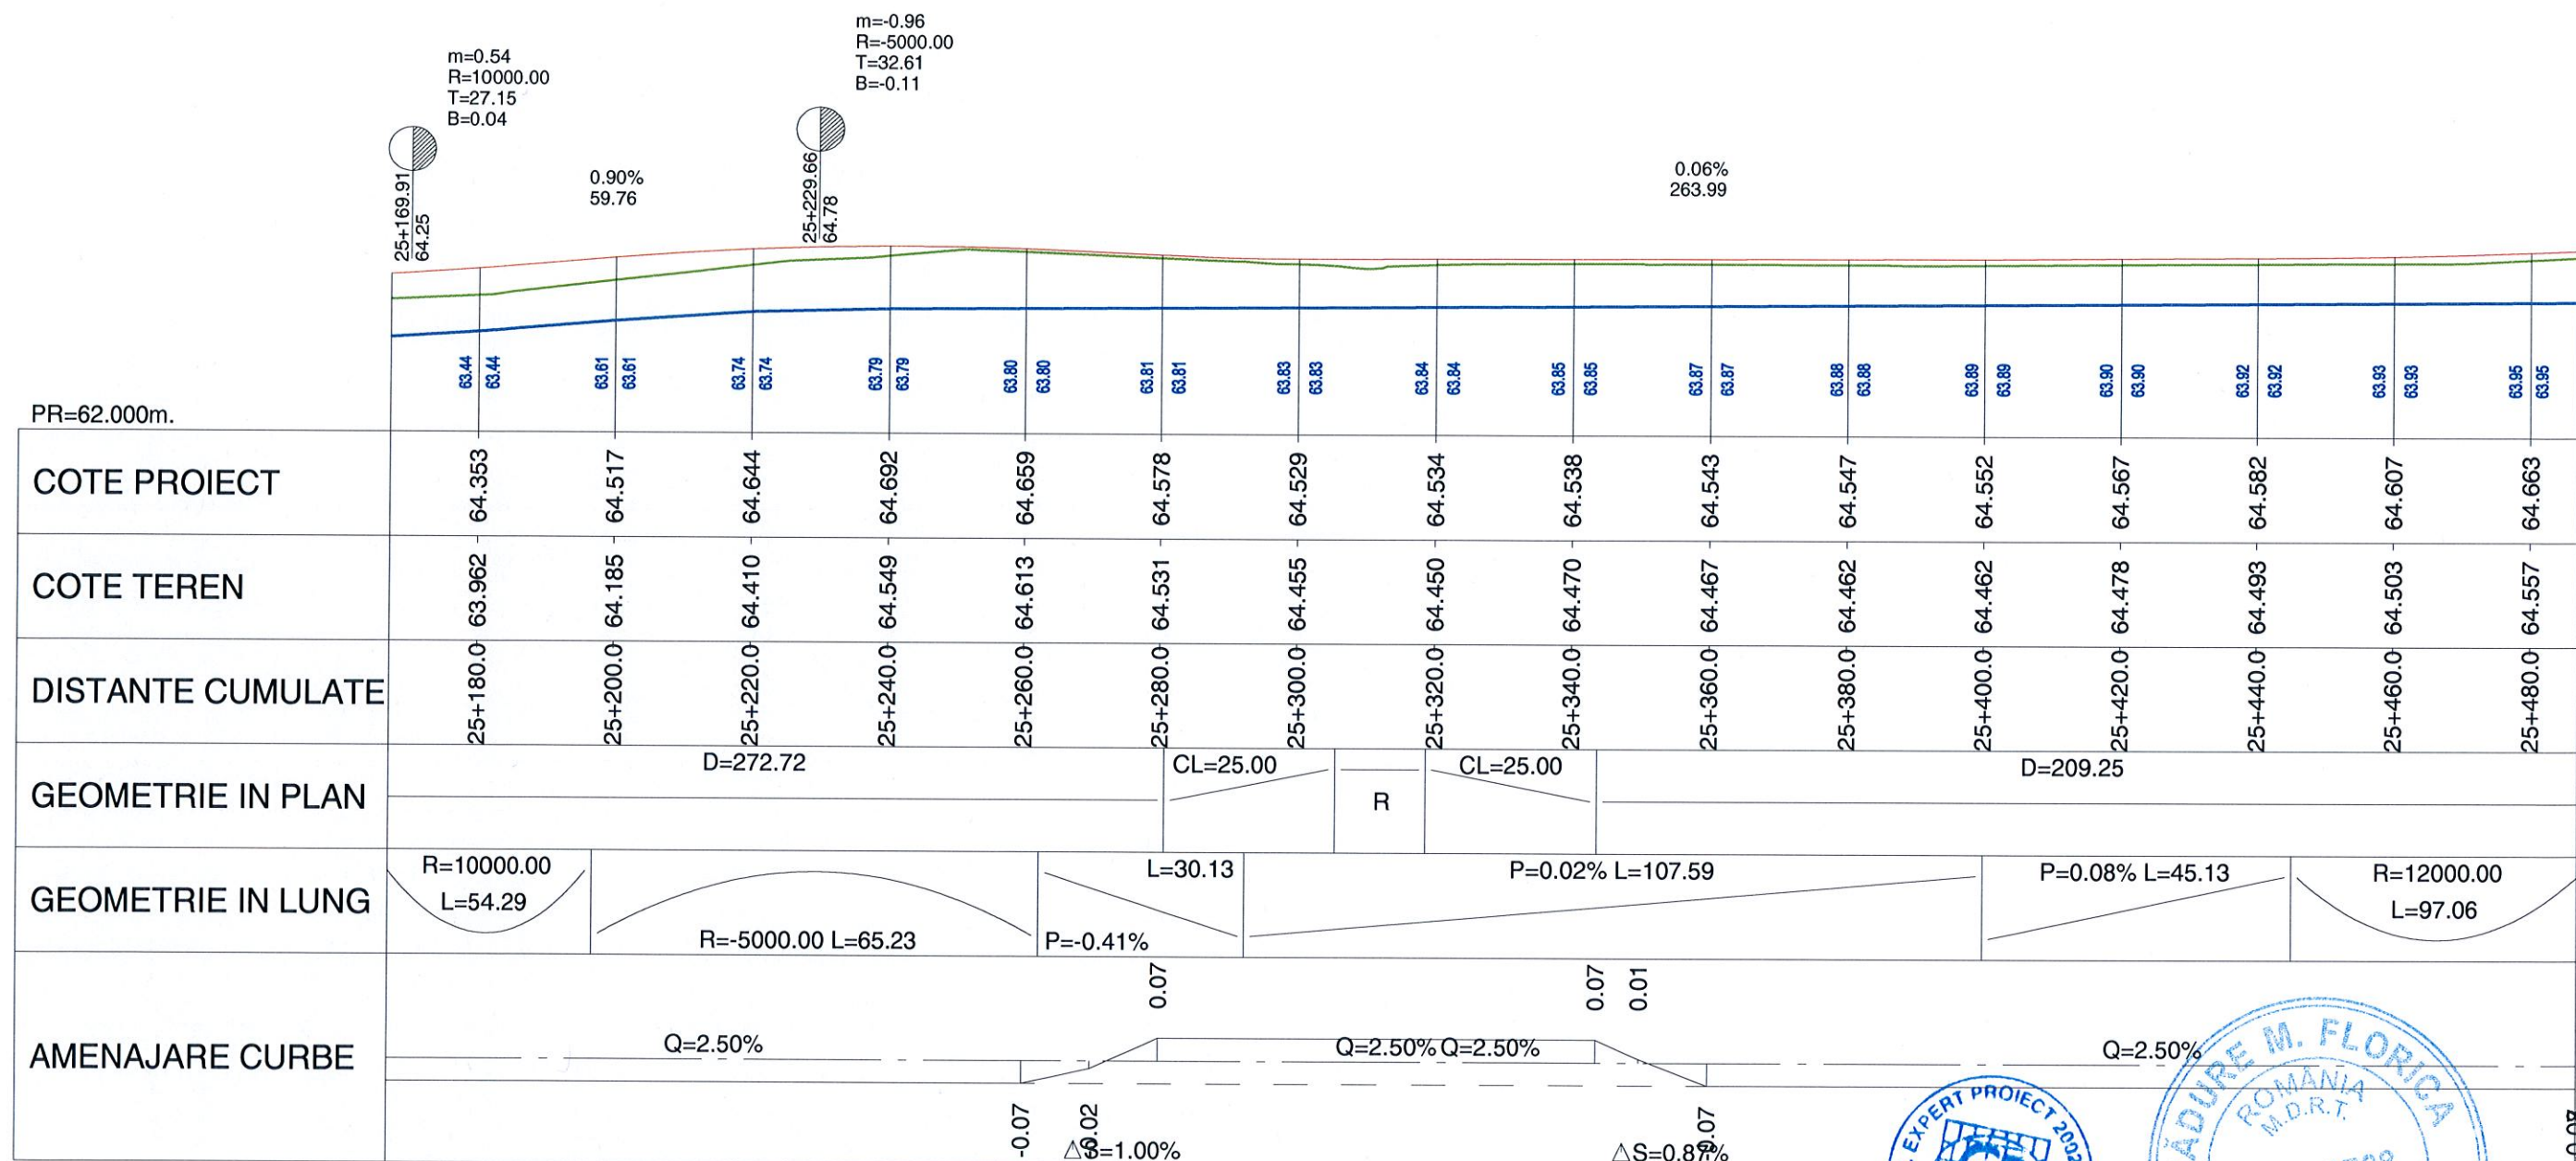 m=-0.96
R=-5000.00
T=32.61
B=-0.11
m=0.54
R=10000.00
T=27.15
B=0.04
25+169.91
64.25
0.90%
59.76
25+229.66
64.78
0.06%
263.99
63.44 63.44 63.61 63.61 63.74 63.74 63.79 63.79 63.80 63.80 63.81 63.81 63.83 63.83 63.84 63.84 63.85 63.85 63.87 63.87 63.88 63.88 63.89 63.89 63.90 63.90 63.92 63.92 63.93 63.93 63.95 63.95
PR=62.000m.
COTE PROIECT 64.353 64.517 64.644 64.692 64.659 64.578 64.529 64.534 64.538 64.543 64.547 64.552 64.567 64.582 64.607 64.663
COTE TEREN 63.962 64.185 64.410 64.549 64.613 64.531 64.455 64.450 64.470 64.467 64.462 64.462 64.478 64.493 64.503 64.557
DISTANTE CUMULATE 25+180.0 25+200.0 25+220.0 25+240.0 25+260.0 25+280.0 25+300.0 25+320.0 25+340.0 25+360.0 25+380.0 25+400.0 25+420.0 25+440.0 25+460.0 25+480.0
GEOMETRIE IN PLAN D=272.72 CL=25.00 R CL=25.00 D=209.25
GEOMETRIE IN LUNG
R=10000.00
L=54.29
R=-5000.00 L=65.23
P=-0.41%
L=30.13
P=0.02% L=107.59
P=0.08% L=45.13
R=12000.00
L=97.06
0.07 0.07 0.01
AMENAJARE CURBE
Q=2.50% Q=2.50% Q=2.50% Q=2.50%
-0.07
△S=1.00%
△S=0.87%
EXPERT PROIECT 2002
ĂDURE M. FLORICA
ROMÂNIA
M.D.R.T.